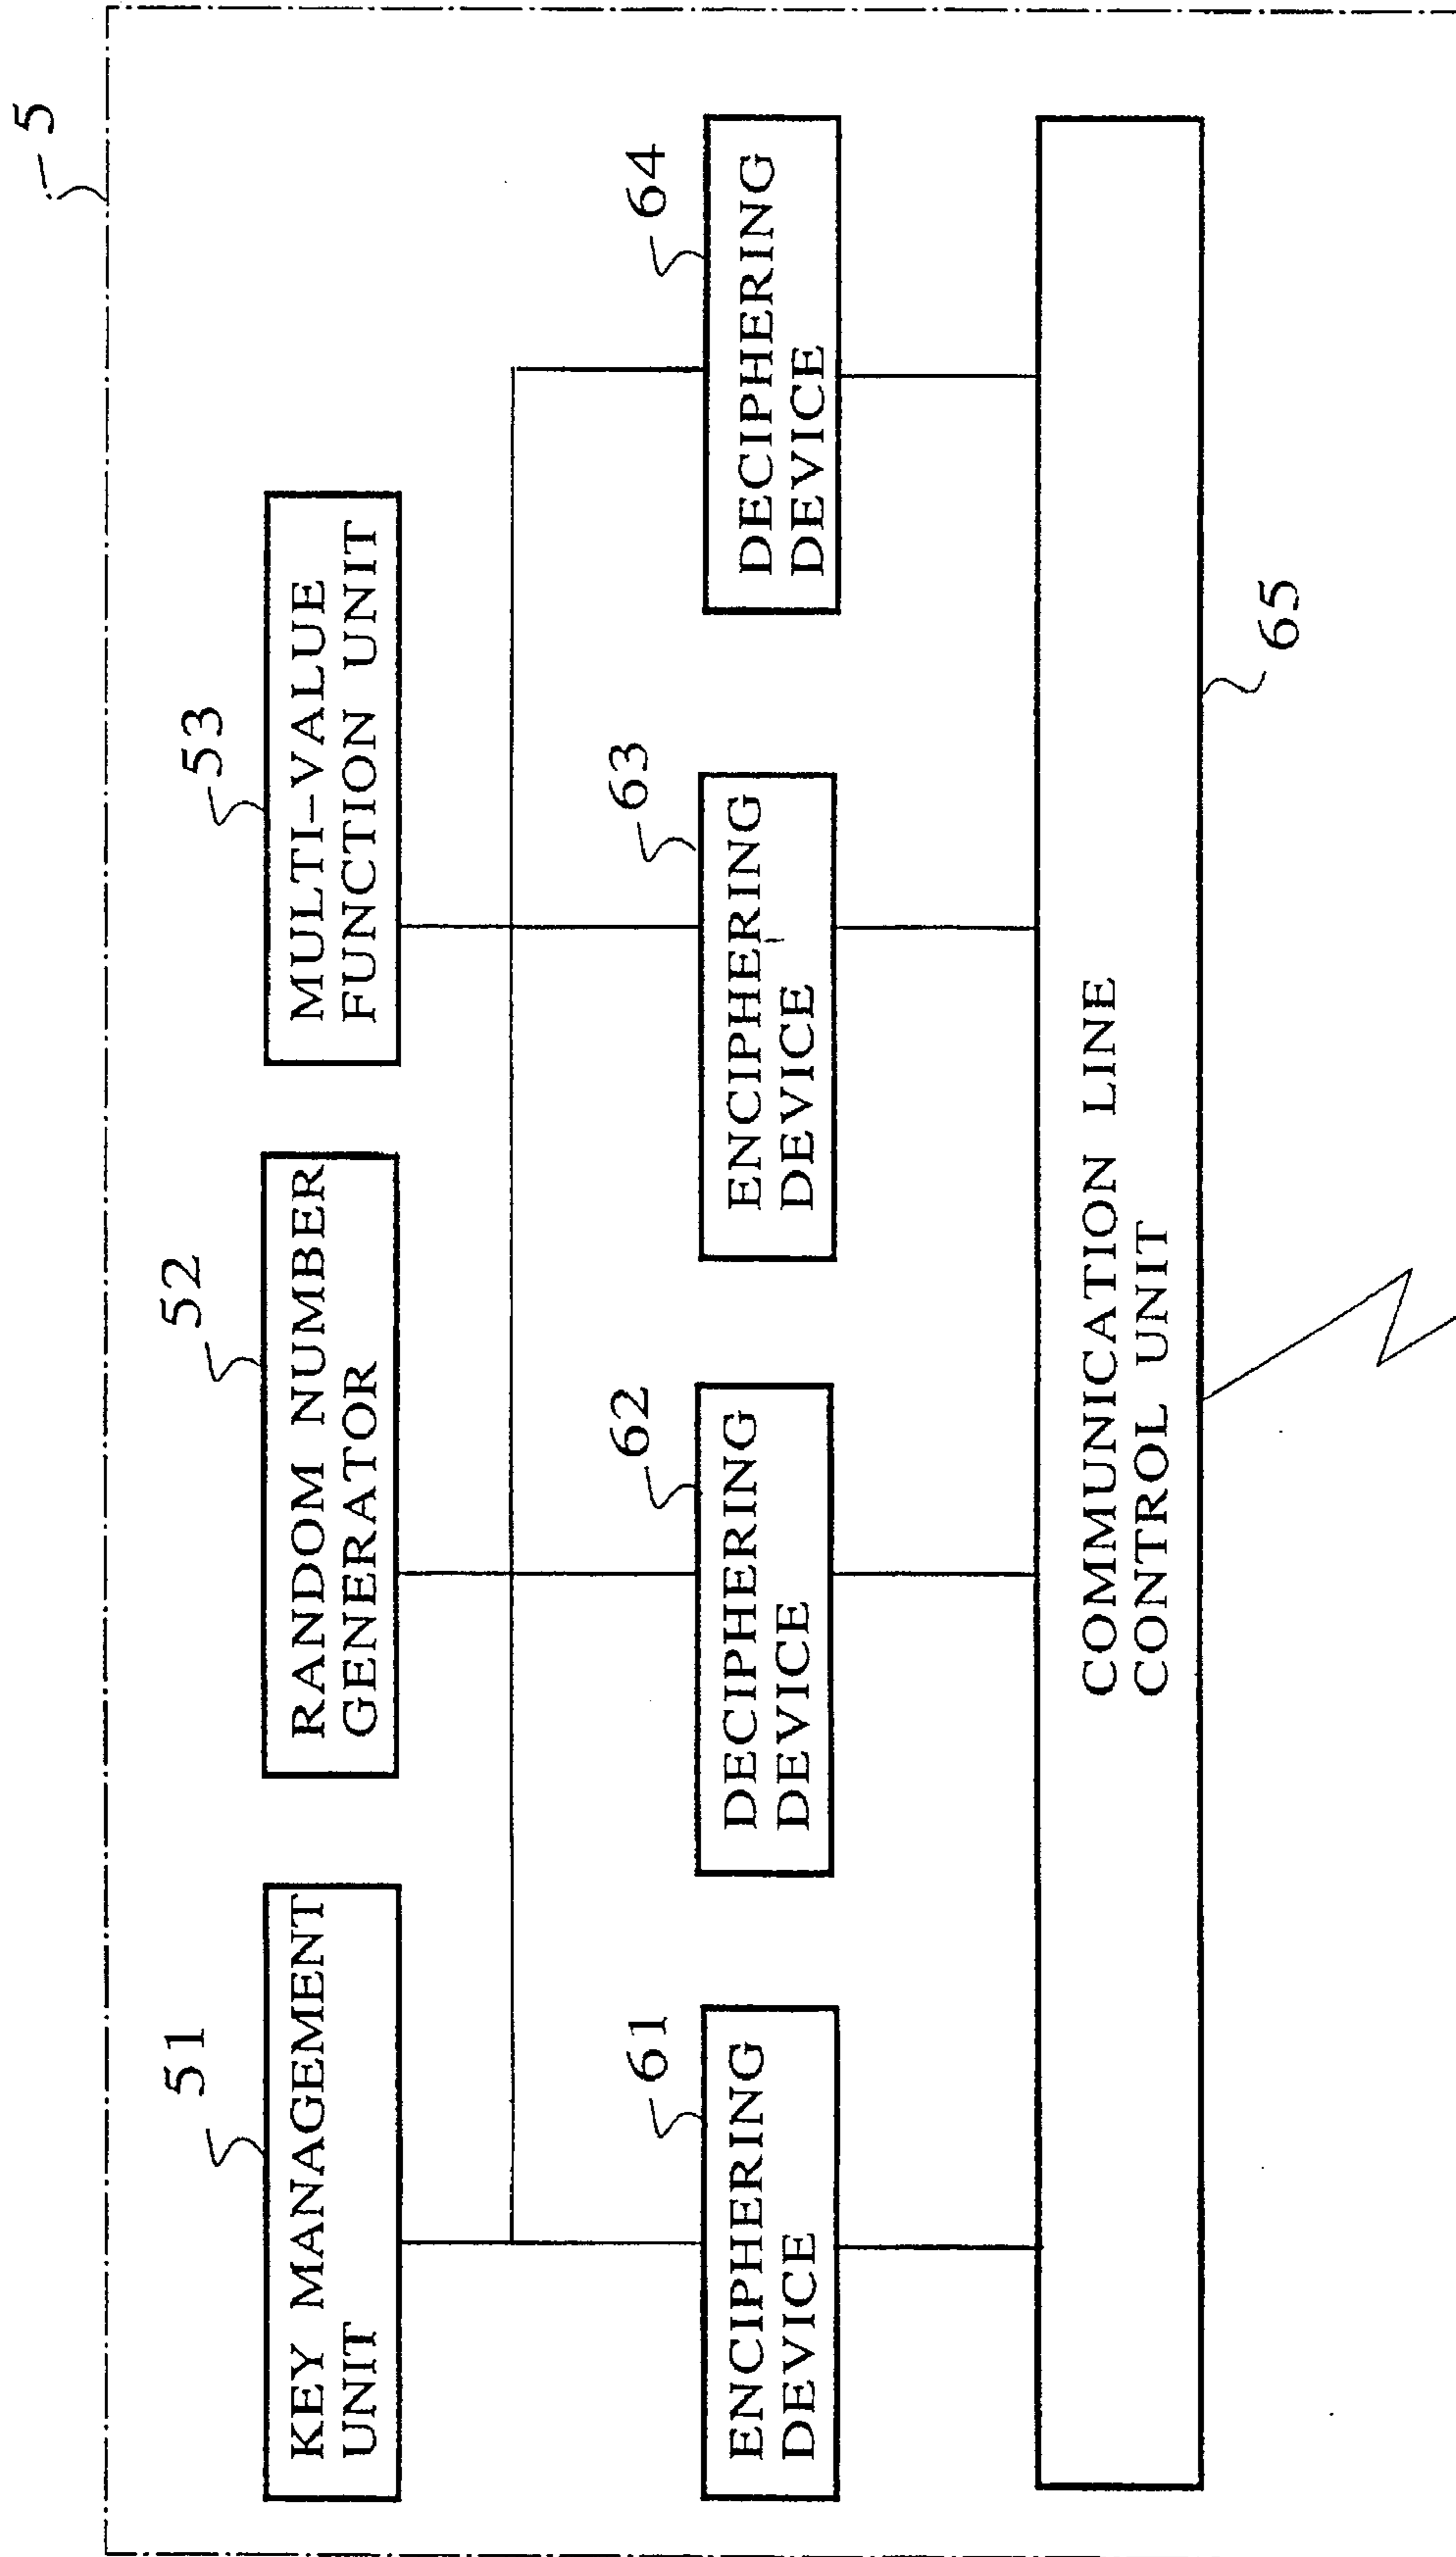 5
51
52
53
KEY MANAGEMENT
UNIT
RANDOM NUMBER
GENERATOR
MULTI-VALUE
FUNCTION UNIT
61
62
63
64
ENCIPHERING
DEVICE
DECIPHERING
DEVICE
ENCIPHERING
DEVICE
DECIPHERING
DEVICE
COMMUNICATION LINE
CONTROL UNIT
65